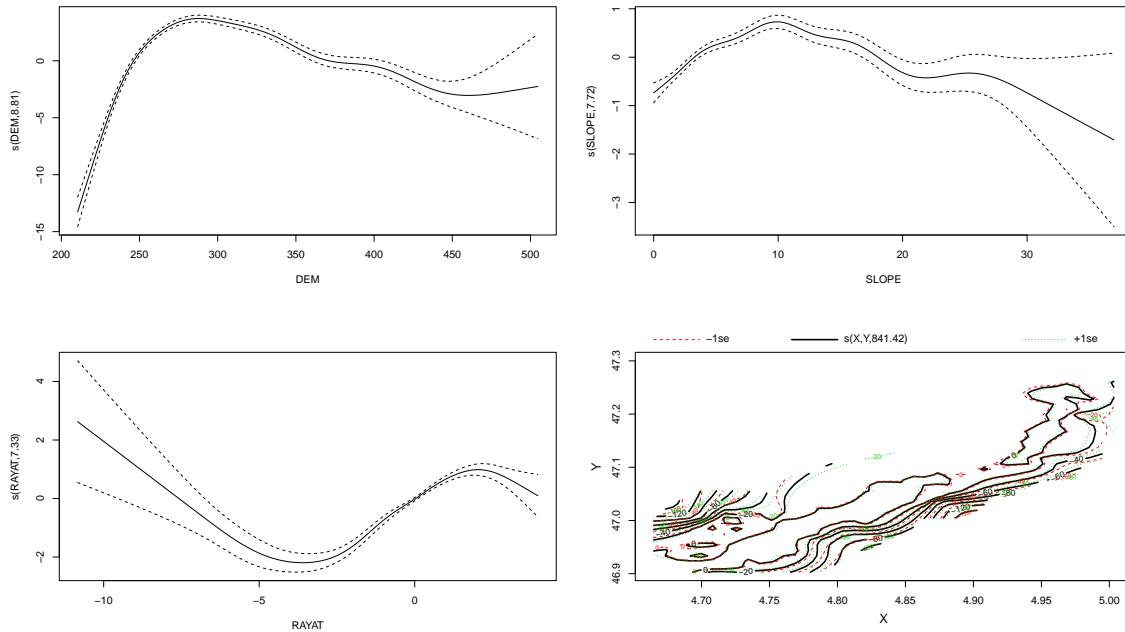 s(DEM,8.81)
0
−5
−10
−15
200 250 300 350 400 450 500
DEM
s(SLOPE,7.72)
1
0
−1
−2
−3
0 10 20 30
SLOPE
s(RAYAT,7.33)
4
2
0
−2
−10 −5 0
RAYAT
−1se s(X,Y,841.42) +1se
Y
47.3
47.2
47.1
47.0
46.9
4.70 4.75 4.80 4.85 4.90 4.95 5.00
X